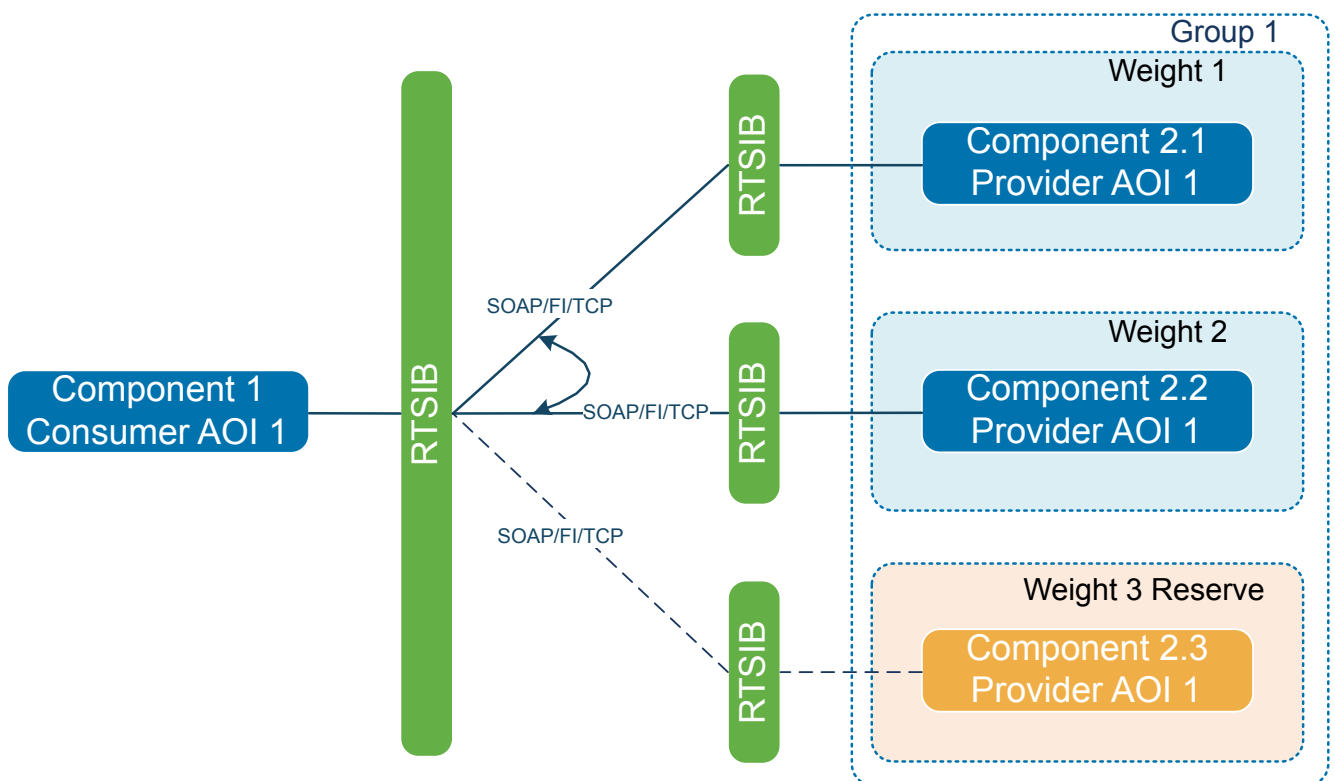 Group 1
Weight 1
RTSIB
Component 2.1
Provider AOI 1
SOAP/FI/TCP
Weight 2
Component 1
Consumer AOI 1
RTSIB
SOAP/FI/TCP
RTSIB
Component 2.2
Provider AOI 1
SOAP/FI/TCP
Weight 3 Reserve
RTSIB
Component 2.3
Provider AOI 1